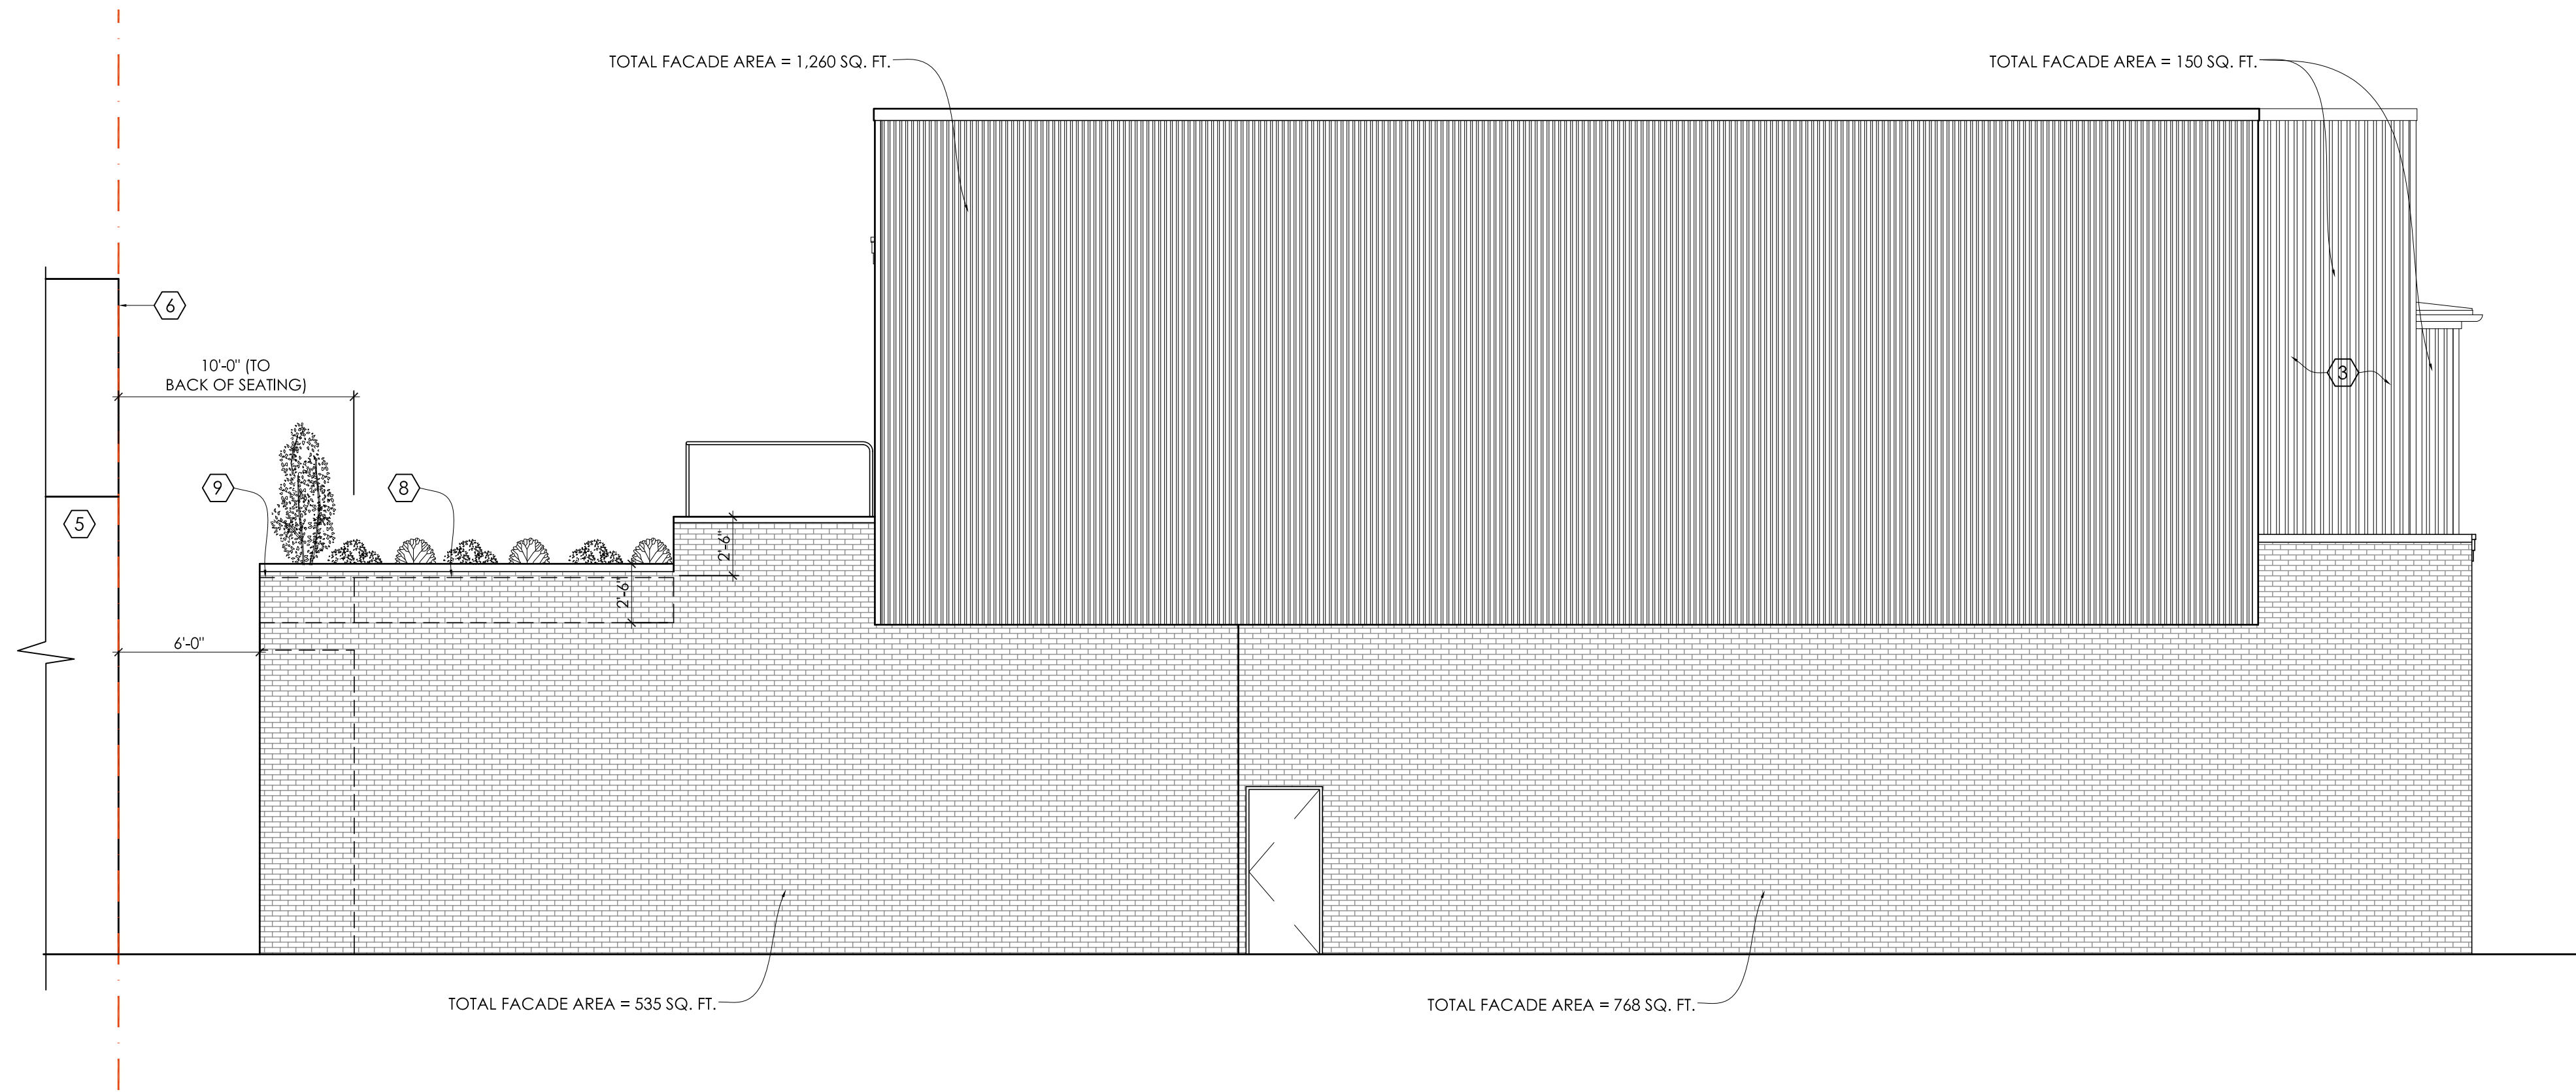 TOTAL FACADE AREA = 1,260 SQ. FT.
TOTAL FACADE AREA = 150 SQ. FT.
6
10'-0" (TO
BACK OF SEATING)
3
9
8
5
2'-6"
2'-6"
6'-0"
TOTAL FACADE AREA = 535 SQ. FT.
TOTAL FACADE AREA = 768 SQ. FT.